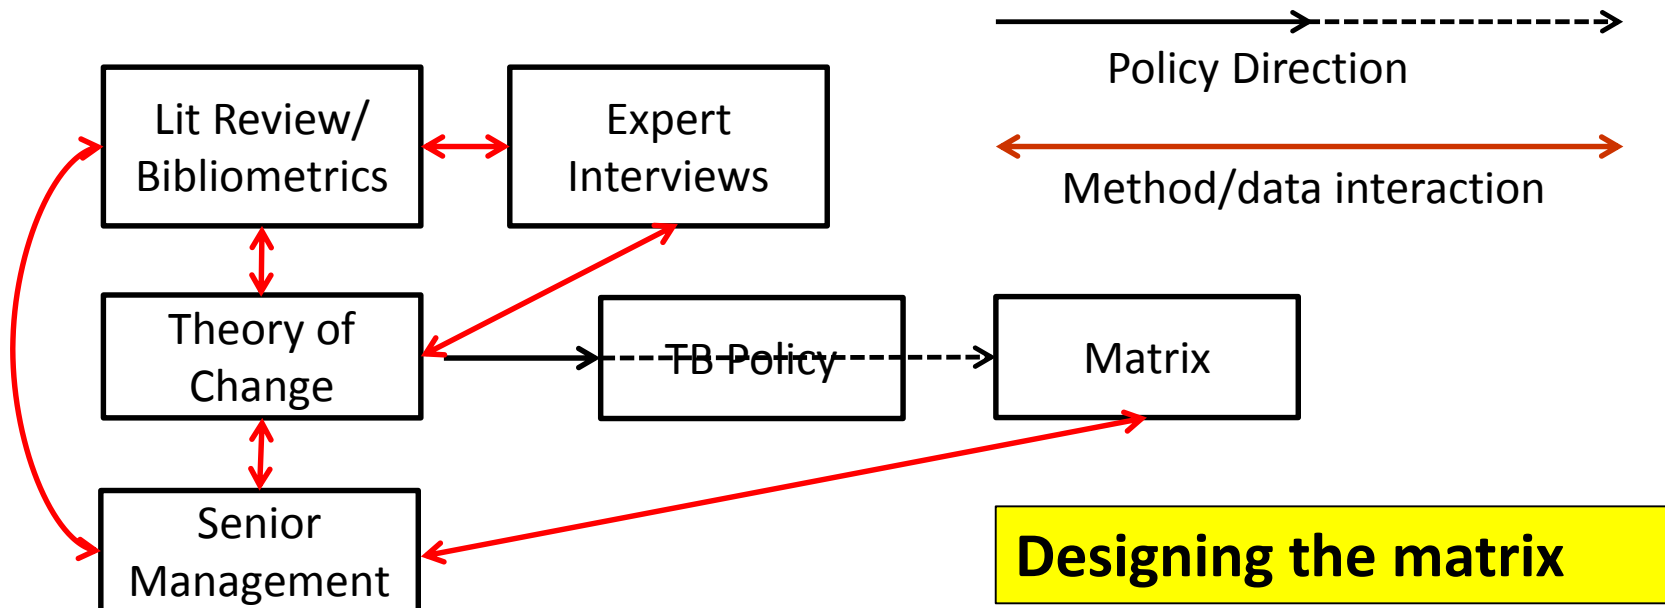 Policy Direction
Lit Review/
Bibliometrics
Expert
Interviews
Method/data interaction
Theory of
Change
TB Policy
Matrix
Senior
Management
Designing the matrix